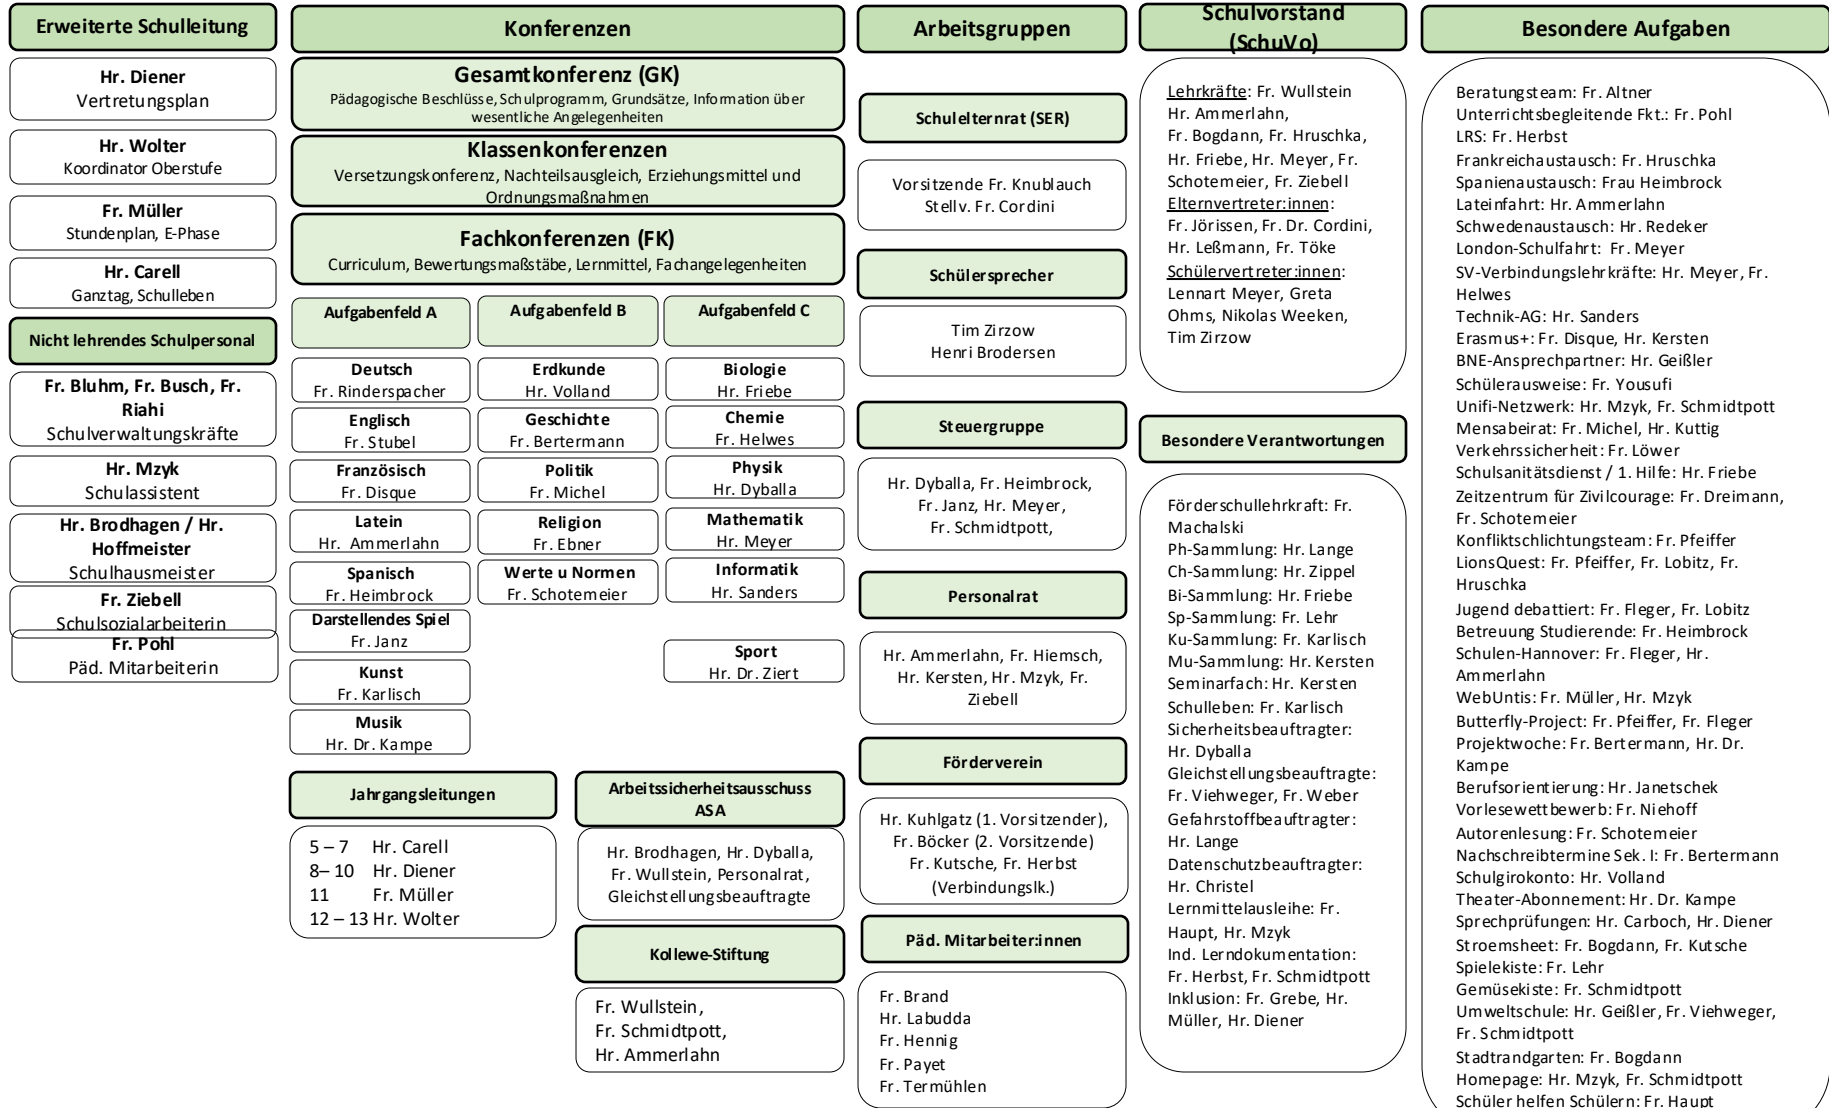 Erweiterte Schulleitung
Hr. Diener
Vertretungsplan
Hr. Wolter
Koordinator Oberstufe
Fr. Müller
Stundenplan, E-Phase
Hr. Carell
Ganztag, Schulleben
Nicht lehrendes Schulpersonal
Fr. Bluhm, Fr. Busch, Fr.
Riahi
Schulverwaltungskräfte
Hr. Mzyk
Schulassistent
Hr. Brodhagen / Hr.
Hoffmeister
Schulhausmeister
Fr. Ziebell
Schulsozialarbeiterin
Fr. Pohl
Päd. Mitarbeiterin
Konferenzen
Gesamtkonferenz (GK)
Pädagogische Beschlüsse, Schulprogramm, Grundsätze, Information über
wesentliche Angelegenheiten
Klassenkonferenzen
Versetzungskonferenz, Nachteilsausgleich, Erziehungsmittel und
Ordnungsmaßnahmen
Fachkonferenzen (FK)
Curriculum, Bewertungsmaßstäbe, Lernmittel, Fachangelegenheiten
Aufgabenfeld A
Deutsch
Fr. Rinderspacher
Englisch
Fr. Stubel
Französisch
Fr. Disque
Latein
Hr. Ammerlahn
Spanisch
Fr. Heimbrock
Darstellendes Spiel
Fr. Janz
Kunst
Fr. Karlisch
Musik
Hr. Dr. Kampe
Aufgabenfeld B
Erdkunde
Hr. Volland
Geschichte
Fr. Bertermann
Politik
Fr. Michel
Religion
Fr. Ebner
Werte u Normen
Fr. Schotemeier
Aufgabenfeld C
Biologie
Hr. Friebe
Chemie
Fr. Helwes
Physik
Hr. Dyballa
Mathematik
Hr. Meyer
Informatik
Hr. Sanders
Sport
Hr. Dr. Ziert
Jahrgangsleitungen
5 – 7 Hr. Carell
8– 10 Hr. Diener
11 Fr. Müller
12 – 13 Hr. Wolter
Arbeitssicherheitsausschuss
ASA
Hr. Brodhagen, Hr. Dyballa,
Fr. Wullstein, Personalrat,
Gleichstellungsbeauftragte
Kollewe-Stiftung
Fr. Wullstein,
Fr. Schmidtpott,
Hr. Ammerlahn
Arbeitsgruppen
Schulelternrat (SER)
Vorsitzende Fr. Knublauch
Stellv. Fr. Cordini
Schülersprecher
Tim Zirzow
Henri Brodersen
Steuergruppe
Hr. Dyballa, Fr. Heimbrock,
Fr. Janz, Hr. Meyer,
Fr. Schmidtpott,
Personalrat
Hr. Ammerlahn, Fr. Hiemsch,
Hr. Kersten, Hr. Mzyk, Fr.
Ziebell
Förderverein
Hr. Kuhlgatz (1. Vorsitzender),
Fr. Böcker (2. Vorsitzende)
Fr. Kutsche, Fr. Herbst
(Verbindungslk.)
Päd. Mitarbeiter:innen
Fr. Brand
Hr. Labudda
Fr. Hennig
Fr. Payet
Fr. Termühlen
Schulvorstand
(SchuVo)
Lehrkräfte: Fr. Wullstein
Hr. Ammerlahn,
Fr. Bogdann, Fr. Hruschka,
Hr. Friebe, Hr. Meyer, Fr.
Schotemeier, Fr. Ziebell
Elternvertreter:innen:
Fr. Jörissen, Fr. Dr. Cordini,
Hr. Leßmann, Fr. Töke
Schülervertreter:innen:
Lennart Meyer, Greta
Ohms, Nikolas Weeken,
Tim Zirzow
Besondere Verantwortungen
Förderschullehrkraft: Fr.
Machalski
Ph-Sammlung: Hr. Lange
Ch-Sammlung: Hr. Zippel
Bi-Sammlung: Hr. Friebe
Sp-Sammlung: Fr. Lehr
Ku-Sammlung: Fr. Karlisch
Mu-Sammlung: Hr. Kersten
Seminarfach: Hr. Kersten
Schulleben: Fr. Karlisch
Sicherheitsbeauftragter:
Hr. Dyballa
Gleichstellungsbeauftragte:
Fr. Viehweger, Fr. Weber
Gefahrstoffbeauftragter:
Hr. Lange
Datenschutzbeauftragter:
Hr. Christel
Lernmittelausleihe: Fr.
Haupt, Hr. Mzyk
Ind. Lerndokumentation:
Fr. Herbst, Fr. Schmidtpott
Inklusion: Fr. Grebe, Hr.
Müller, Hr. Diener
Besondere Aufgaben
Beratungsteam: Fr. Altner
Unterrichtsbegleitende Fkt.: Fr. Pohl
LRS: Fr. Herbst
Frankreichaustausch: Fr. Hruschka
Spanienaustausch: Frau Heimbrock
Lateinfahrt: Hr. Ammerlahn
Schwedenaustausch: Hr. Redeker
London-Schulfahrt: Fr. Meyer
SV-Verbindungslehrkräfte: Hr. Meyer, Fr.
Helwes
Technik-AG: Hr. Sanders
Erasmus+: Fr. Disque, Hr. Kersten
BNE-Ansprechpartner: Hr. Geißler
Schülerausweise: Fr. Yousufi
Unifi-Netzwerk: Hr. Mzyk, Fr. Schmidtpott
Mensabeirat: Fr. Michel, Hr. Kuttig
Verkehrssicherheit: Fr. Löwer
Schulsanitätsdienst / 1. Hilfe: Hr. Friebe
Zeitzentrum für Zivilcourage: Fr. Dreimann,
Fr. Schotemeier
Konfliktschlichtungsteam: Fr. Pfeiffer
LionsQuest: Fr. Pfeiffer, Fr. Lobitz, Fr.
Hruschka
Jugend debattiert: Fr. Fleger, Fr. Lobitz
Betreuung Studierende: Fr. Heimbrock
Schulen-Hannover: Fr. Fleger, Hr.
Ammerlahn
WebUntis: Fr. Müller, Hr. Mzyk
Butterfly-Project: Fr. Pfeiffer, Fr. Fleger
Projektwoche: Fr. Bertermann, Hr. Dr.
Kampe
Berufsorientierung: Hr. Janetschek
Vorlesewettbewerb: Fr. Niehoff
Autorenlesung: Fr. Schotemeier
Nachschreibtermine Sek. I: Fr. Bertermann
Schulgirokonto: Hr. Volland
Theater-Abonnement: Hr. Dr. Kampe
Sprechprüfungen: Hr. Carboch, Hr. Diener
Stroemsheet: Fr. Bogdann, Fr. Kutsche
Spielekiste: Fr. Lehr
Gemüsekiste: Fr. Schmidtpott
Umweltschule: Hr. Geißler, Fr. Viehweger,
Fr. Schmidtpott
Stadtrandgarten: Fr. Bogdann
Homepage: Hr. Mzyk, Fr. Schmidtpott
Schüler helfen Schülern: Fr. Haupt